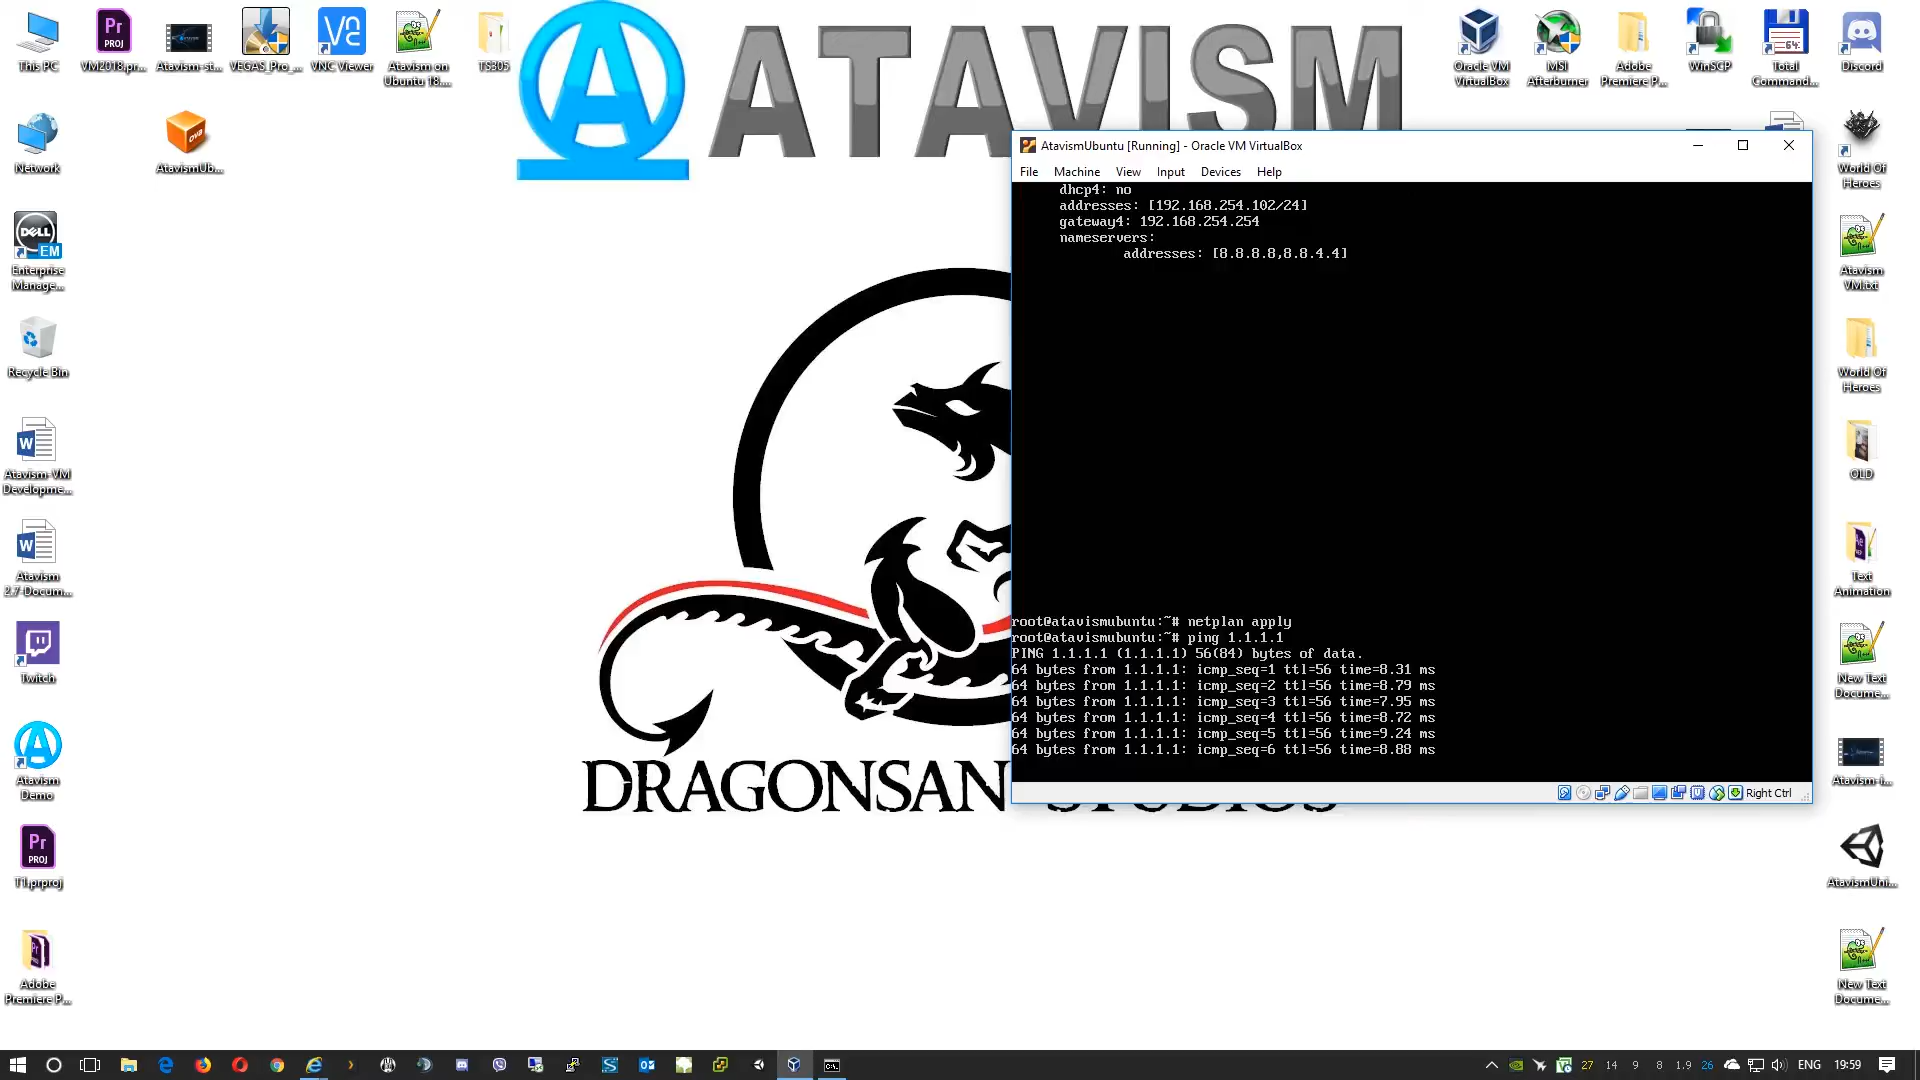 This PC
VM2018.pr...
Atavism-st...
VEGAS_Pro_...
VNC Viewer
Atavism on
Ubuntu 18....
TS305
ATAVISM
Oracle VM
VirtualBox
MSI
Afterburner
Adobe
Premiere P...
WinSCP
Total
Command...
Discord
Network
AtavismUb...
World Of
Heroes
AtavismUbuntu [Running] - Oracle VM VirtualBox
File Machine View Input Devices Help
dhcp4: no
addresses: [192.168.254.102/24]
gateway4: 192.168.254.254
nameservers:
addresses: [8.8.8.8,8.8.4.4]
Enterprise
Manage...
Atavism
VM.txt
Recycle Bin
World Of
Heroes
Atavism-VM
Developme...
OLD
Atavism
2.7-Docum...
Text
Animation
root@atavismubuntu:~# netplan apply
root@atavismubuntu:~# ping 1.1.1.1
PING 1.1.1.1 (1.1.1.1) 56(84) bytes of data.
64 bytes from 1.1.1.1: icmp_seq=1 ttl=56 time=8.31 ms
64 bytes from 1.1.1.1: icmp_seq=2 ttl=56 time=8.79 ms
64 bytes from 1.1.1.1: icmp_seq=3 ttl=56 time=7.95 ms
64 bytes from 1.1.1.1: icmp_seq=4 ttl=56 time=8.72 ms
64 bytes from 1.1.1.1: icmp_seq=5 ttl=56 time=9.24 ms
64 bytes from 1.1.1.1: icmp_seq=6 ttl=56 time=8.88 ms
Twitch
New Text
Docume...
Right Ctrl
DRAGONSAN
Atavism
Demo
Atavism-i...
T1.prproj
AtavismUni...
Adobe
Premiere P...
New Text
Docume...
27 14 9 8 1.9 26 ENG 19:59